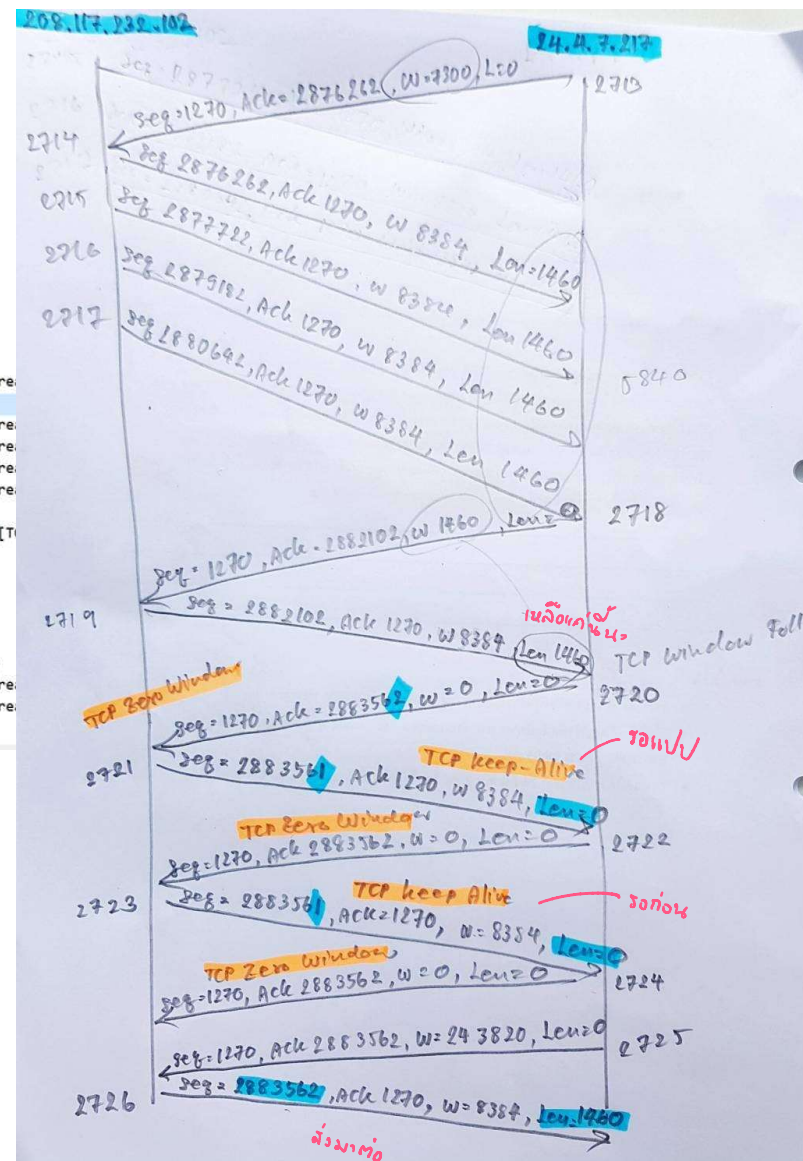 208.117.232.102
24.4.7.217
2713
seq=1270, Ack=2876262, W=7300, L=0
2714
seq 2876262, Ack 1270, W 8384, Len=1460
2715
seq 2877722, Ack 1270, W 8384, Len 1460
2716
seq 2879182, Ack 1270, W 8384, Len 1460
2717
seq 2880642, Ack 1270, W 8384, Len 1460
5840
2718
seq=1270, Ack=2882102, W 1460, Len=0
2719
seq=2882102, Ack 1270, W 8384, Len 1460
เหลือแค่นี้นะ
TCP Window Full
TCP Zero Window
2720
seq=1270, Ack=2883562, W=0, Len=0
2721
TCP keep-Alive
รอแปป
seq=2883561, Ack 1270, W 8384, Len=0
TCP Zero Window
2722
seq=1270, Ack 2883562, W=0, Len=0
2723
TCP keep Alive
รอก่อน
seq=2883561, Ack=1270, W=8384, Len=0
TCP Zero Window
2724
seq=1270, Ack 2883562, W=0, Len=0
2725
seq=1270, Ack 2883562, W=243820, Len=0
2726
seq=2883562, Ack 1270, W=8384, Len=1460
ส่งมาต่อ